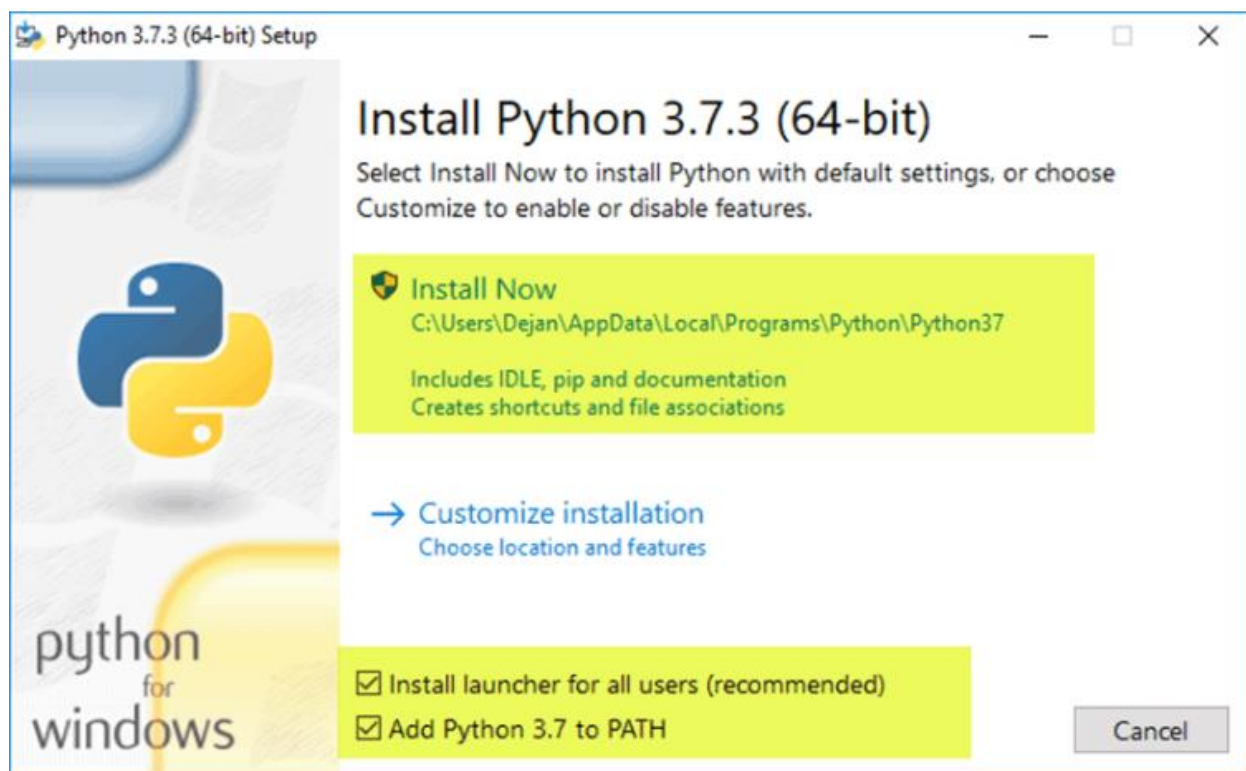 Python 3.7.3 (64-bit) Setup
Install Python 3.7.3 (64-bit)
Select Install Now to install Python with default settings, or choose
Customize to enable or disable features.
Install Now
C:\Users\Dejan\AppData\Local\Programs\Python\Python37
Includes IDLE, pip and documentation
Creates shortcuts and file associations
Customize installation
Choose location and features
python
for
windows
Install launcher for all users (recommended)
Add Python 3.7 to PATH
Cancel